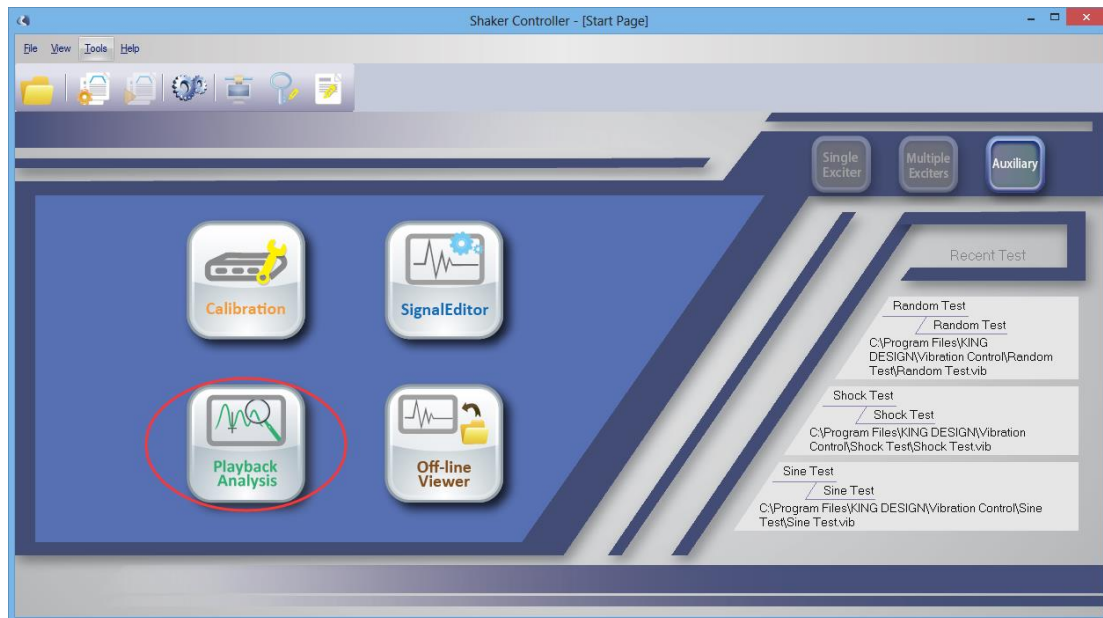 Shaker Controller - [Start Page]
File View Tools Help
Single
Exciter
Multiple
Exciters
Auxiliary
Calibration
SignalEditor
Playback
Analysis
Off-line
Viewer
Recent Test
Random Test
Random Test
C:\Program Files\KING
DESIGN\Vibration Control\Random
Test\Random Test.vib
Shock Test
Shock Test
C:\Program Files\KING DESIGN\Vibration
Control\Shock Test\Shock Test.vib
Sine Test
Sine Test
C:\Program Files\KING DESIGN\Vibration Control\Sine
Test\Sine Test.vib